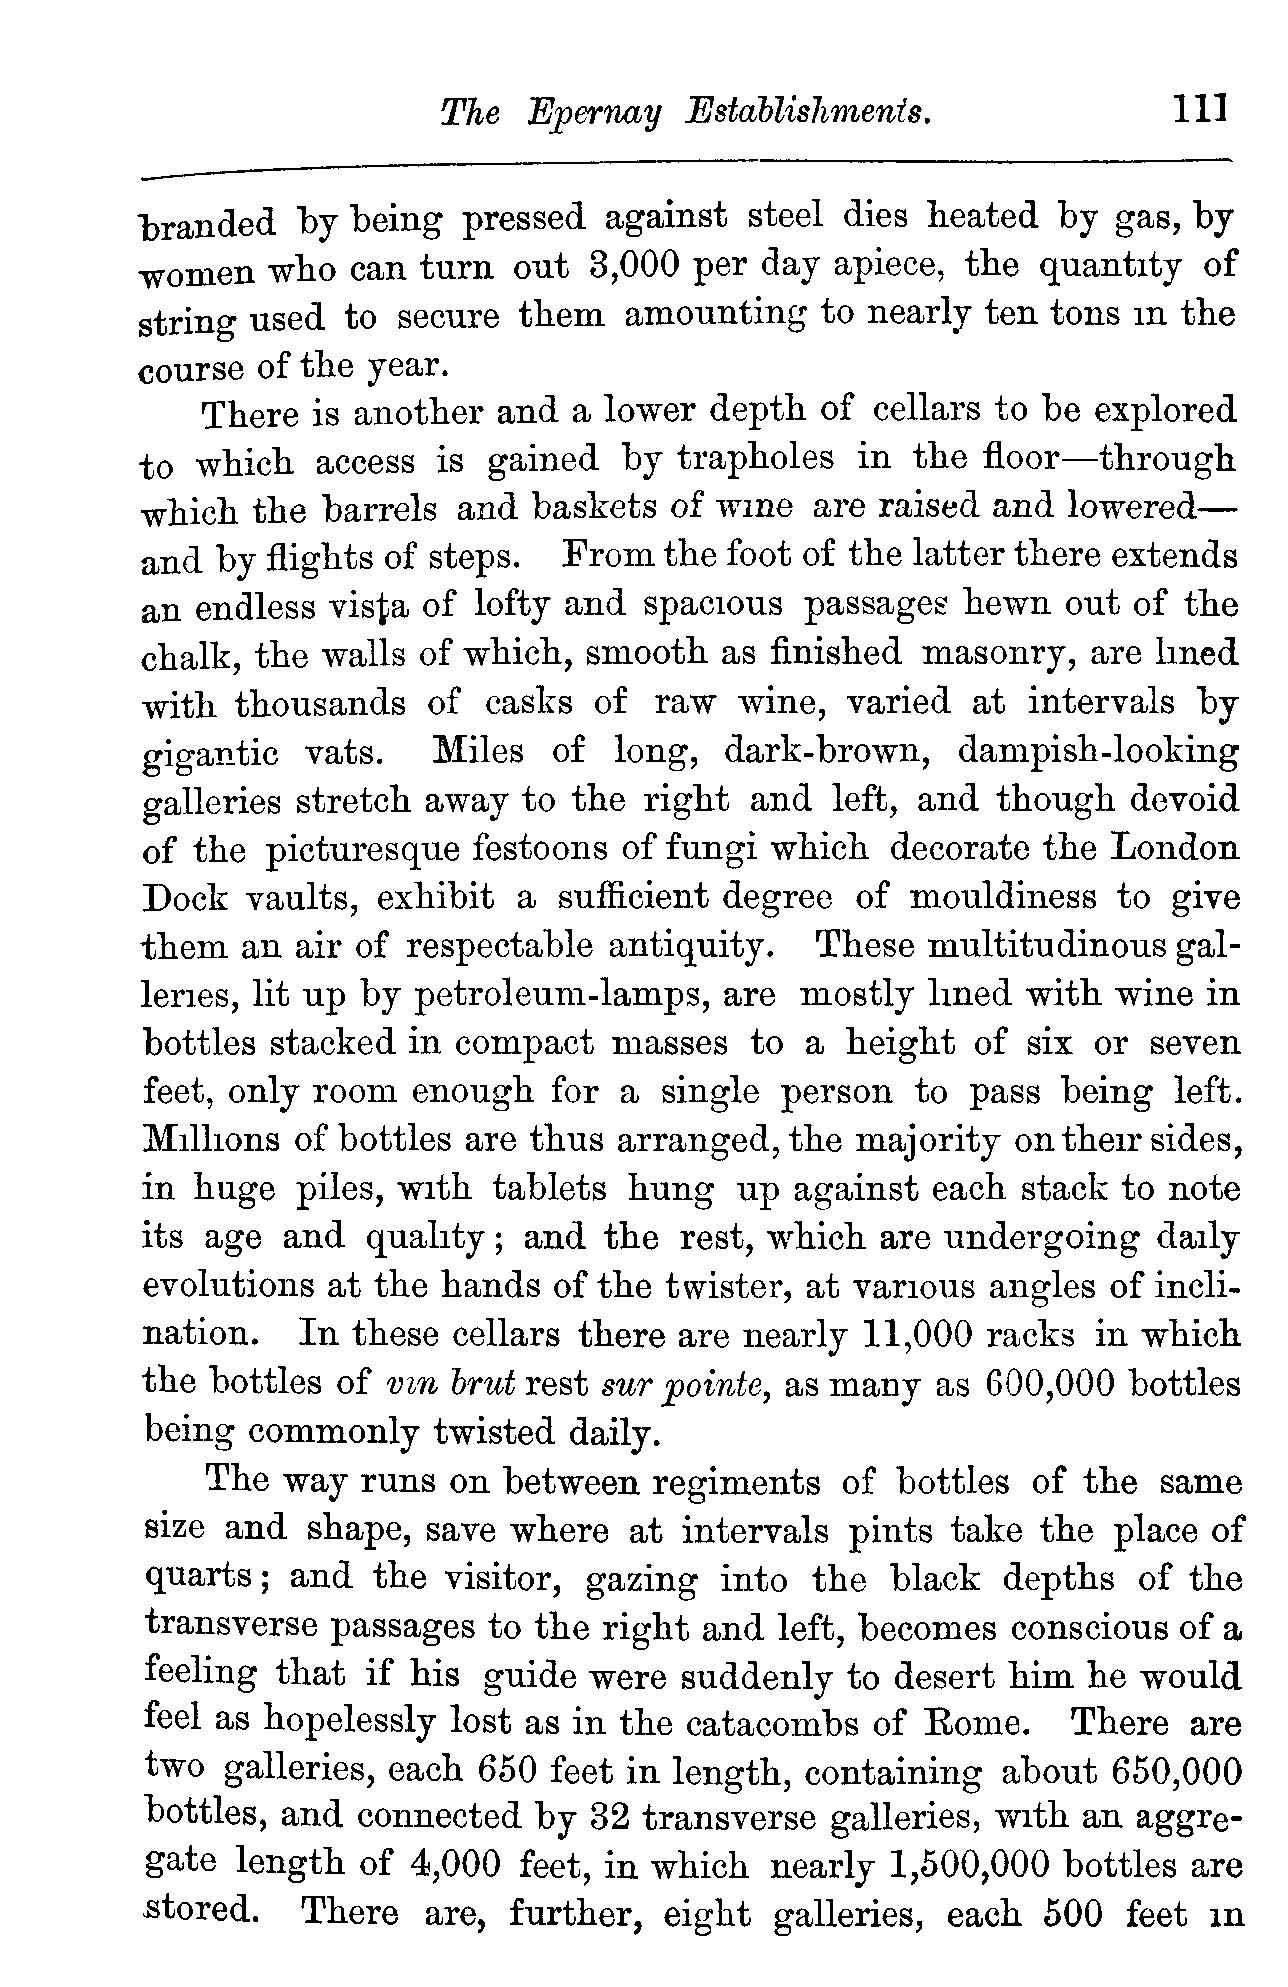 The Epernay Establishments. 111
branded by being pressed against steel dies heated by gas, by
women who can turn out 3,000 per day apiece, the quantity of
string used to secure them amounting to nearly ten tons in the
course of the year.
There is another and a lower depth of cellars to be explored
to which access is gained by trapholes in the floor—through
which the barrels and baskets of wine are raised and lowered—
and by flights of steps. From the foot of the latter there extends
an endless vista of lofty and spacious passages hewn out of the
chalk, the walls of which, smooth as finished masonry, are lined
with thousands of casks of raw wine, varied at intervals by
gigantic vats. Miles of long, dark-brown, dampish-looking
galleries stretch away to the right and left, and though devoid
of the picturesque festoons of fungi which decorate the London
Dock vaults, exhibit a sufficient degree of mouldiness to give
them an air of respectable antiquity. These multitudinous gal-
leries, lit up by petroleum-lamps, are mostly lined with wine in
bottles stacked in compact masses to a height of six or seven
feet, only room enough for a single person to pass being left.
Millions of bottles are thus arranged, the majority on their sides,
in huge piles, with tablets hung up against each stack to note
its age and quality; and the rest, which are undergoing daily
evolutions at the hands of the twister, at various angles of incli-
nation. In these cellars there are nearly 11,000 racks in which
the bottles of vin brut rest sur pointe, as many as 600,000 bottles
being commonly twisted daily.
The way runs on between regiments of bottles of the same
size and shape, save where at intervals pints take the place of
quarts; and the visitor, gazing into the black depths of the
transverse passages to the right and left, becomes conscious of a
feeling that if his guide were suddenly to desert him he would
feel as hopelessly lost as in the catacombs of Rome. There are
two galleries, each 650 feet in length, containing about 650,000
bottles, and connected by 32 transverse galleries, with an aggre-
gate length of 4,000 feet, in which nearly 1,500,000 bottles are
stored. There are, further, eight galleries, each 500 feet in